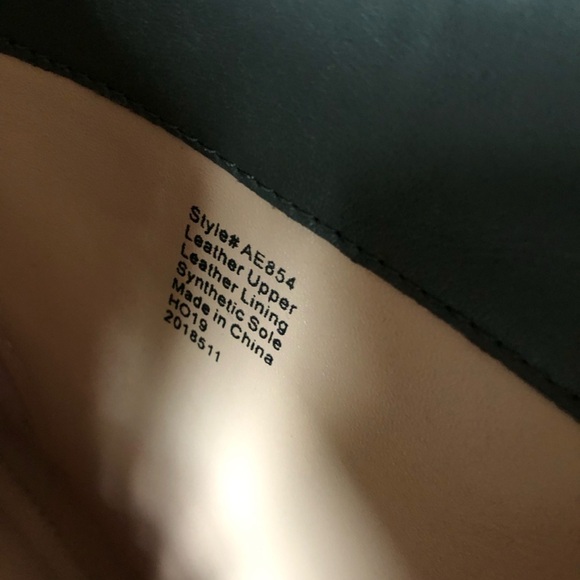 Style# AE854
Leather Upper
Leather Lining
Synthetic Sole
Made in China
HO19
2018511